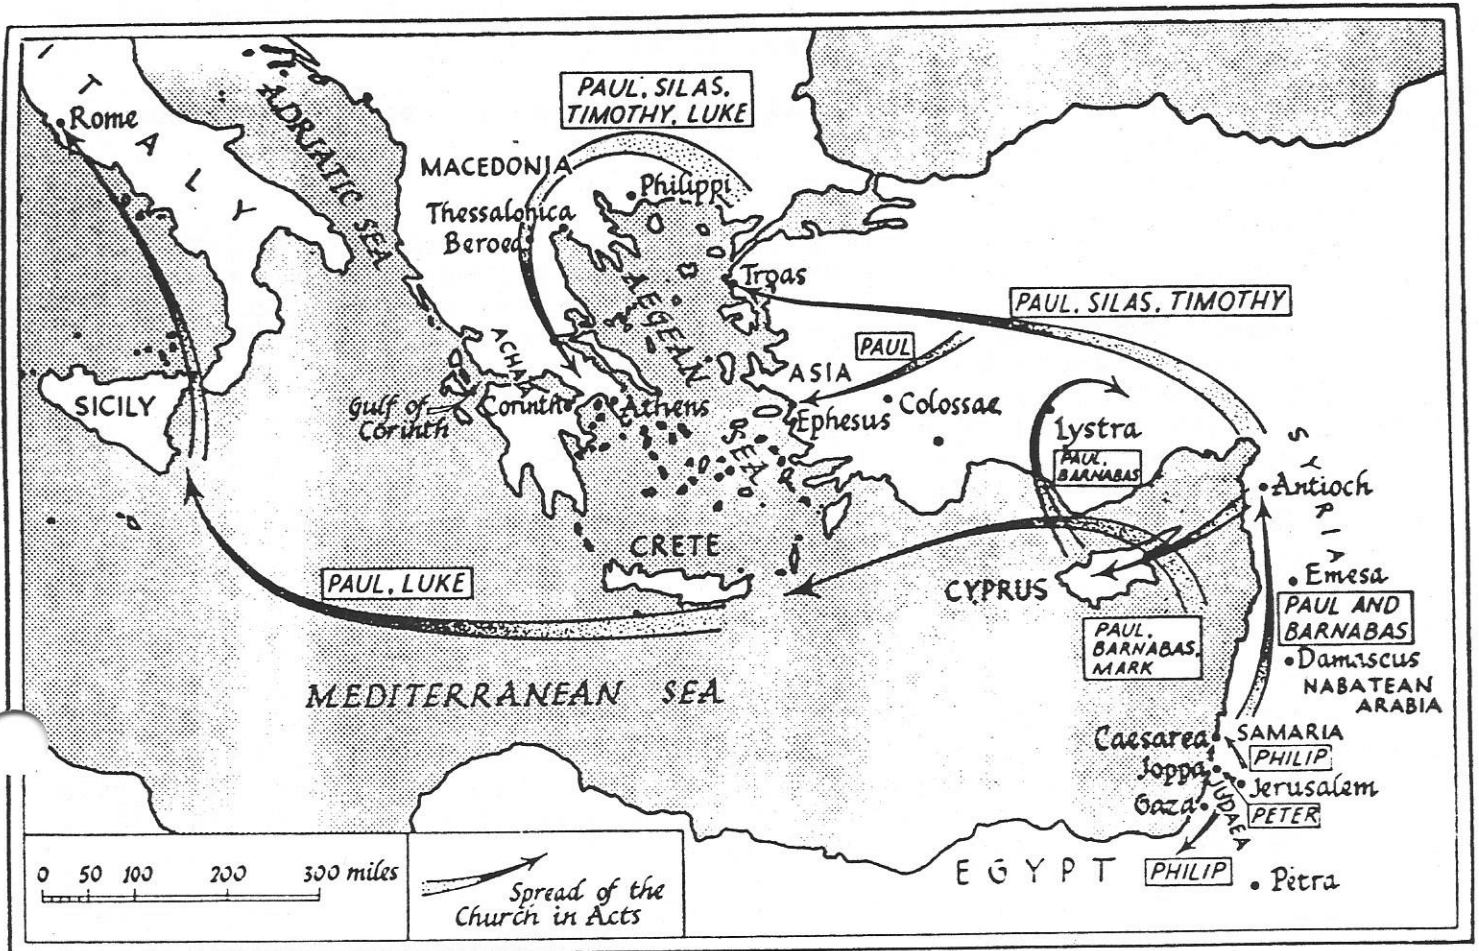 ITALY
Rome
ADRIATIC SEA
PAUL. SILAS.
TIMOTHY, LUKE
MACEDONIA
Philippi
Thessalonica
Beroea
Troas
AEGEAN
SEA
PAUL. SILAS. TIMOTHY
PAUL
ASIA
ACHAIA
SICILY
Gulf of
Corinth
Corinth
Athens
Ephesus
Colossae
Lystra
PAUL.
BARNABAS
SYRIA
Antioch
CRETE
CYPRUS
Emesa
PAUL, LUKE
PAUL AND
BARNABAS
PAUL.
BARNABAS.
MARK
Damascus
NABATEAN
ARABIA
MEDITERRANEAN SEA
Caesarea
SAMARIA
PHILIP
Joppa
Jerusalem
Gaza
JUDAEA
PETER
EGYPT
PHILIP
Petra
0 50 100 200 300 miles
Spread of the
Church in Acts